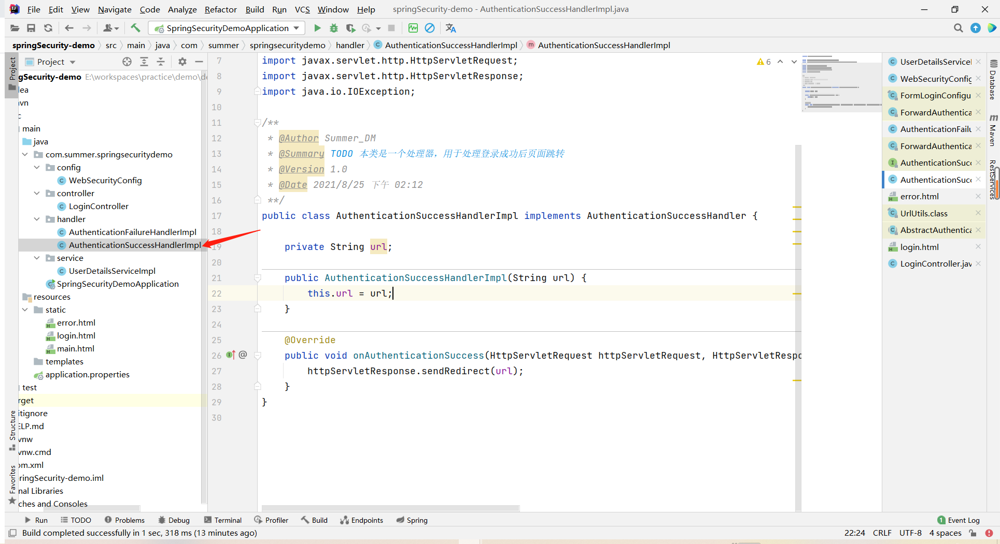 File Edit View Navigate Code Analyze Refactor Build Run VCS Window Help springSecurity-demo - AuthenticationSuccessHandlerImpl.java
SpringSecurityDemoApplication
springSecurity-demo src main java com summer springsecuritydemo handler AuthenticationSuccessHandlerImpl AuthenticationSuccessHandlerImpl
Project
Project
Structure
Favorites
gSecurity-demo E:\workspaces\practice\demo\de
dea
vn
c
main
java
com.summer.springsecuritydemo
config
WebSecurityConfig
controller
LoginController
handler
AuthenticationFailureHandlerImpl
AuthenticationSuccessHandlerImpl
service
UserDetailsServiceImpl
SpringSecurityDemoApplication
resources
static
error.html
login.html
main.html
templates
application.properties
test
rget
itignore
ELP.md
vnw
vnw.cmd
om.xml
ringSecurity-demo.iml
nal Libraries
ches and Consoles
6
7 import javax.servlet.http.HttpServletRequest;
8 import javax.servlet.http.HttpServletResponse;
9 import java.io.IOException;
10
11 /**
12 * @Author Summer_DM
13 * @Summary TODO 本类是一个处理器，用于处理登录成功后页面跳转
14 * @Version 1.0
15 * @Date 2021/8/25 下午 02:12
16 **/
17 public class AuthenticationSuccessHandlerImpl implements AuthenticationSuccessHandler {
18
19 private String url;
20
21 public AuthenticationSuccessHandlerImpl(String url) {
22 this.url = url;
23 }
24
25 @Override
26 @ public void onAuthenticationSuccess(HttpServletRequest httpServletRequest, HttpServletRespo
27 httpServletResponse.sendRedirect(url);
28 }
29 }
30
UserDetailsServiceI
WebSecurityConfig
FormLoginConfigu
ForwardAuthentica
AuthenticationFailu
ForwardAuthentica
AuthenticationSucc
AuthenticationSucc
error.html
UrlUtils.class
AbstractAuthentica
login.html
LoginController.jav
Database
Maven
RestServices
Run TODO Problems Debug Terminal Profiler Build Endpoints Spring 1 Event Log
Build completed successfully in 1 sec, 318 ms (13 minutes ago) 22:24 CRLF UTF-8 4 spaces